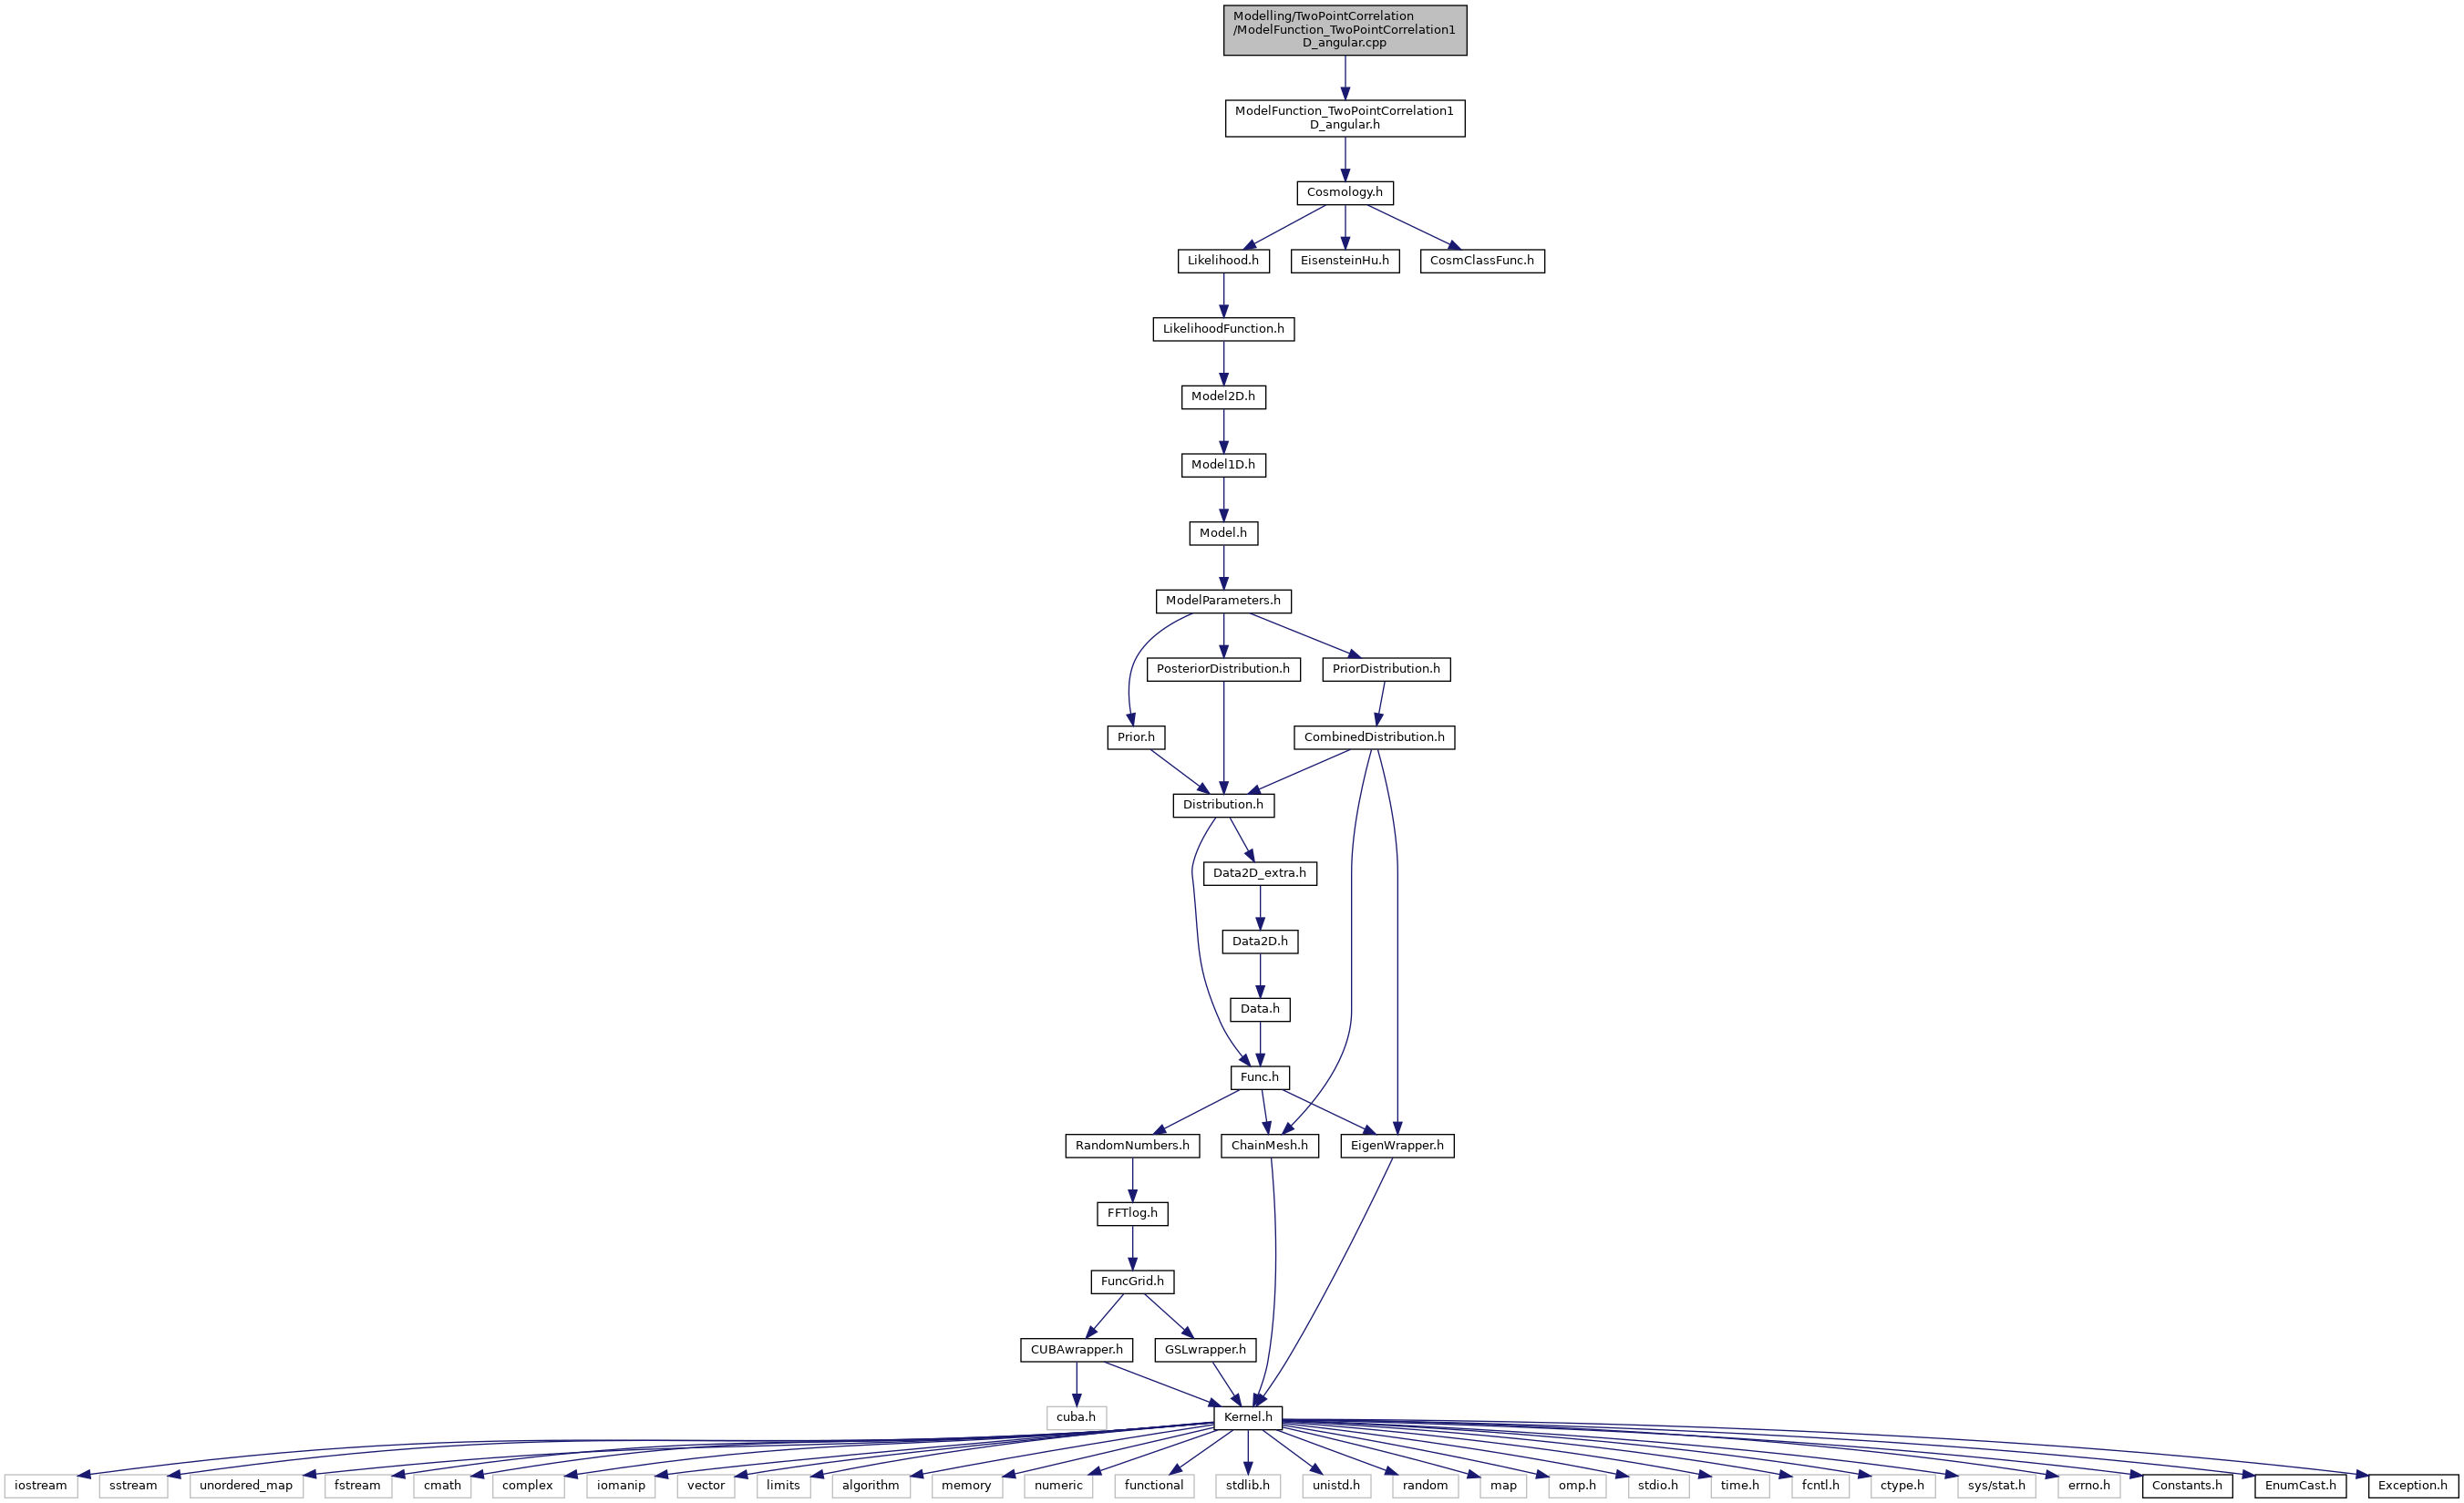 Modelling/TwoPointCorrelation
/ModelFunction_TwoPointCorrelation1
D_angular.cpp
ModelFunction_TwoPointCorrelation1
D_angular.h
Cosmology.h
Likelihood.h
EisensteinHu.h
CosmClassFunc.h
LikelihoodFunction.h
Model2D.h
Model1D.h
Model.h
ModelParameters.h
PosteriorDistribution.h
PriorDistribution.h
Prior.h
CombinedDistribution.h
Distribution.h
Data2D_extra.h
Data2D.h
Data.h
Func.h
RandomNumbers.h
ChainMesh.h
EigenWrapper.h
FFTlog.h
FuncGrid.h
CUBAwrapper.h
GSLwrapper.h
cuba.h
Kernel.h
iostream
sstream
unordered_map
fstream
cmath
complex
iomanip
vector
limits
algorithm
memory
numeric
functional
stdlib.h
unistd.h
random
map
omp.h
stdio.h
time.h
fcntl.h
ctype.h
sys/stat.h
errno.h
Constants.h
EnumCast.h
Exception.h